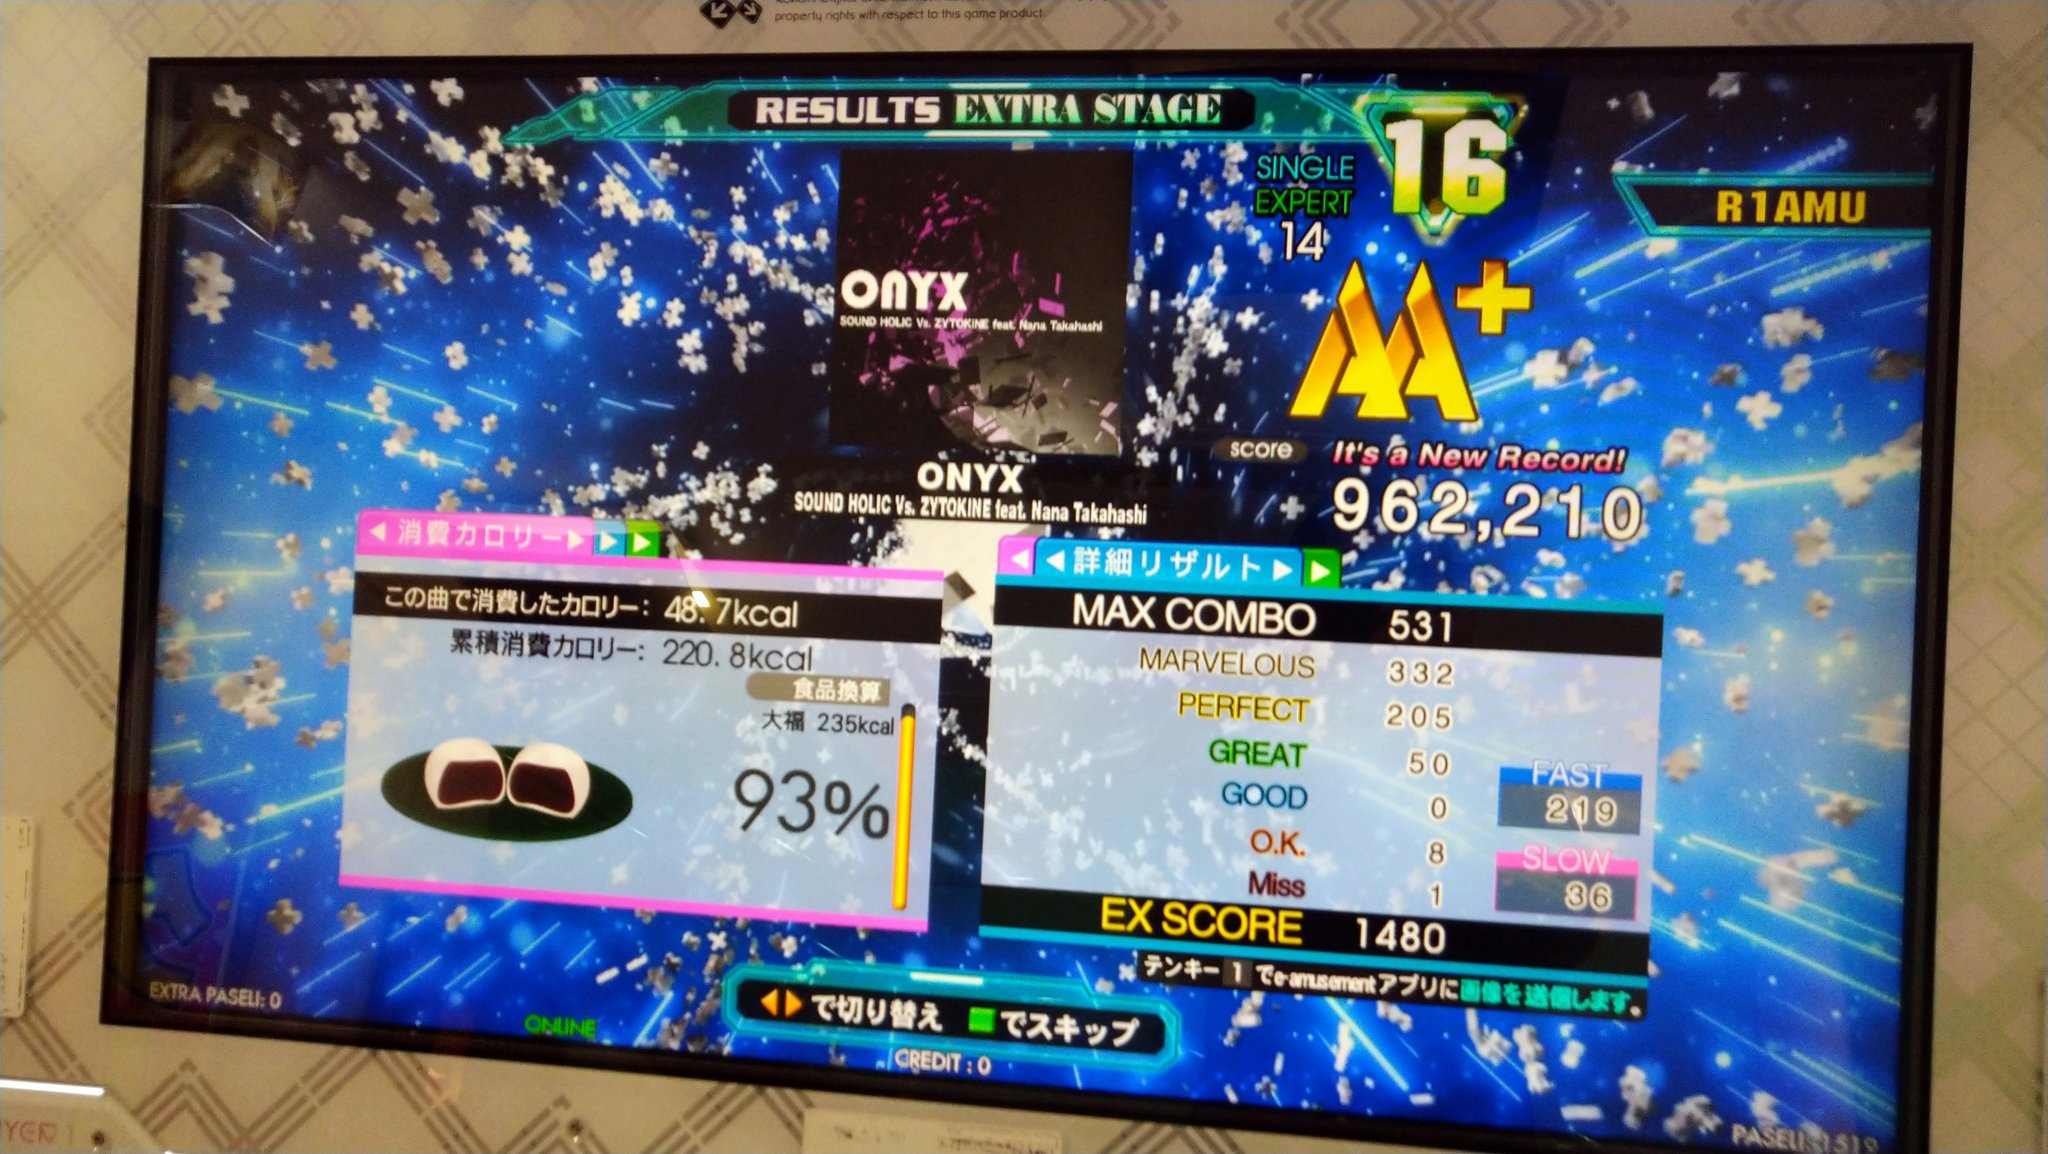 property rights with respect to this game product.
RESULTS EXTRA STAGE
16
SINGLE
EXPERT
14
R1AMU
ONYX
SOUND HOLIC Vs. ZYTOKINE feat. Nana Takahashi
AA+
ONYX
SOUND HOLIC Vs. ZYTOKINE feat. Nana Takahashi
score
It's a New Record!
962,210
消費カロリー
この曲で消費したカロリー: 48.7kcal
累積消費カロリー: 220.8kcal
食品換算
大福 235kcal
93%
詳細リザルト
MAX COMBO 531
MARVELOUS 332
PERFECT 205
GREAT 50
GOOD 0
O.K. 8
Miss 1
FAST
219
SLOW
36
EX SCORE 1480
テンキー 1 でe-amusementアプリに画像を送信します。
EXTRA PASELI: 0
ONLINE
で切り替え でスキップ
CREDIT : 0
PASELI: 1519